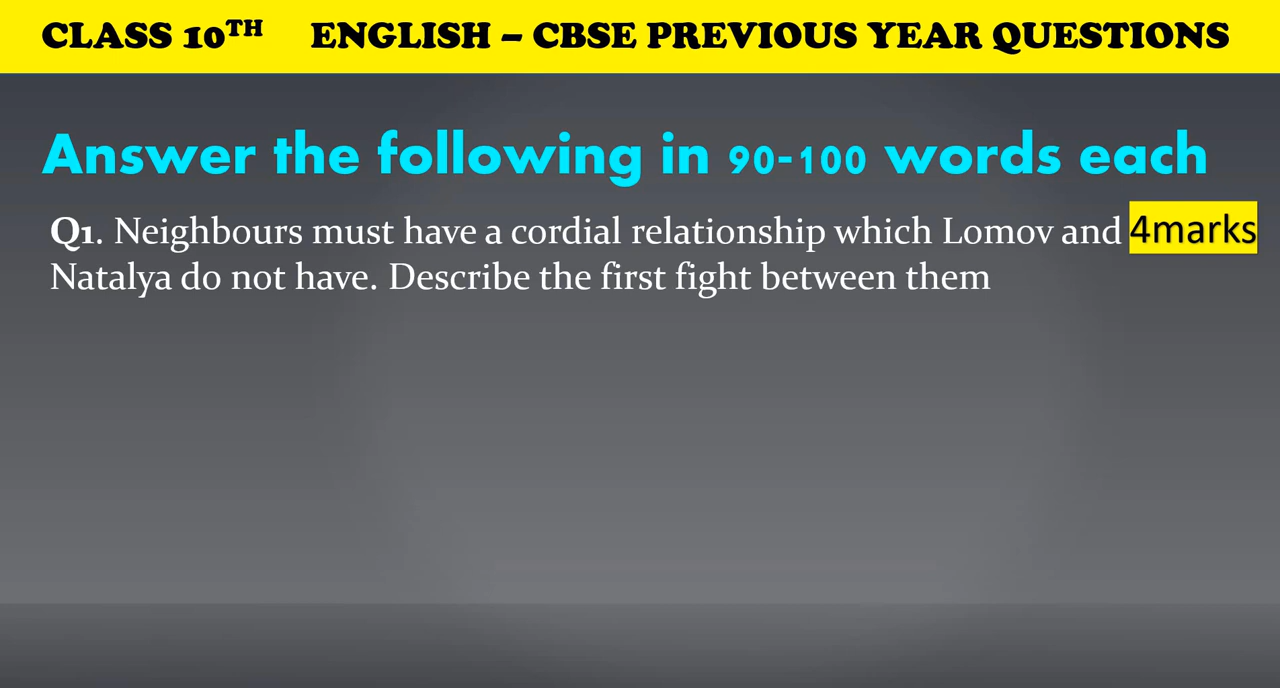 CLASS 10TH ENGLISH – CBSE PREVIOUS YEAR QUESTIONS
Answer the following in 90-100 words each
Q1. Neighbours must have a cordial relationship which Lomov and 4marks
Natalya do not have. Describe the first fight between them